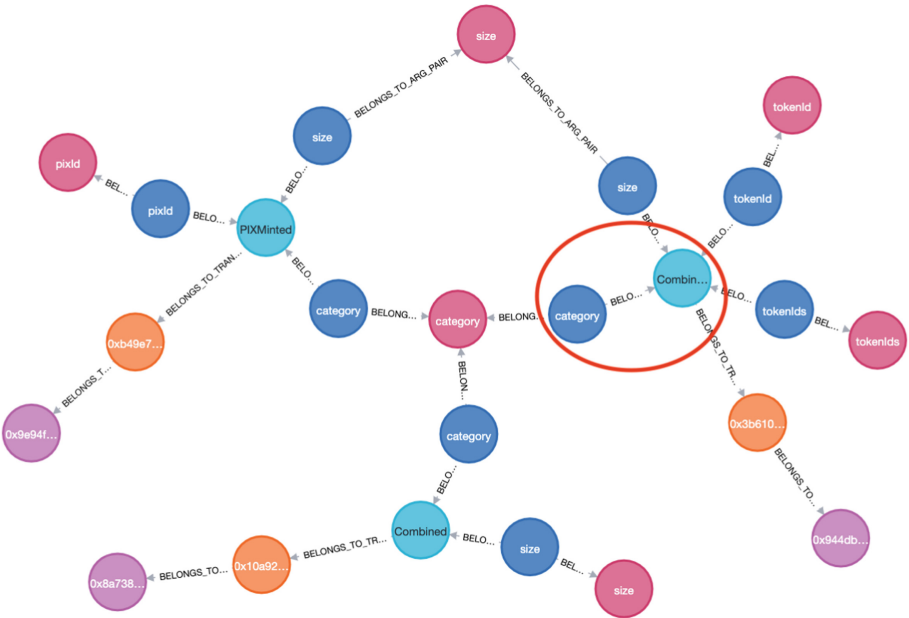 size
BELONGS_TO_ARG_PAIR
BELONGS_TO_ARG_PAIR
tokenId
size
pixId
BEL...
BELO...
BEL...
size
pixId
BELO...
tokenId
PIXMinted
BELO...
BELO...
BELONGS_TO_TRAN...
BELO...
Combin...
BELO...
BELO...
category
BELONG...
category
BELONG...
category
tokenIds
BEL...
tokenIds
0xb49e7...
BELONGS_TO_TR...
BELONGS_T...
BELON...
0x9e94f...
category
0x3b610...
BELO...
BELONGS_TO...
Combined
BELO...
size
0x944db...
BELONGS_TO_TR...
0x10a92...
BELONGS_TO...
0x8a738...
BEL...
size